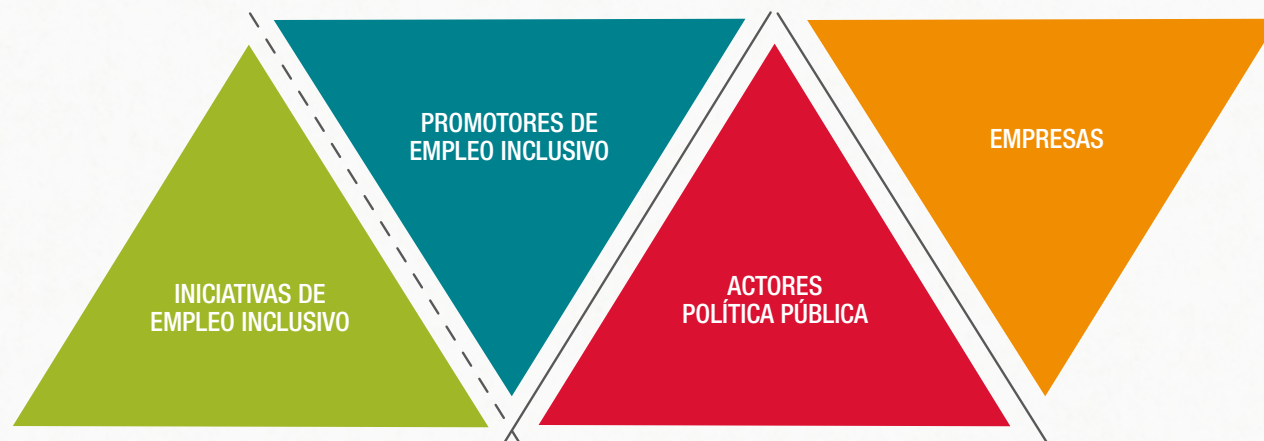 INICIATIVAS DE
EMPLEO INCLUSIVO
PROMOTORES DE
EMPLEO INCLUSIVO
ACTORES
POLÍTICA PÚBLICA
EMPRESAS